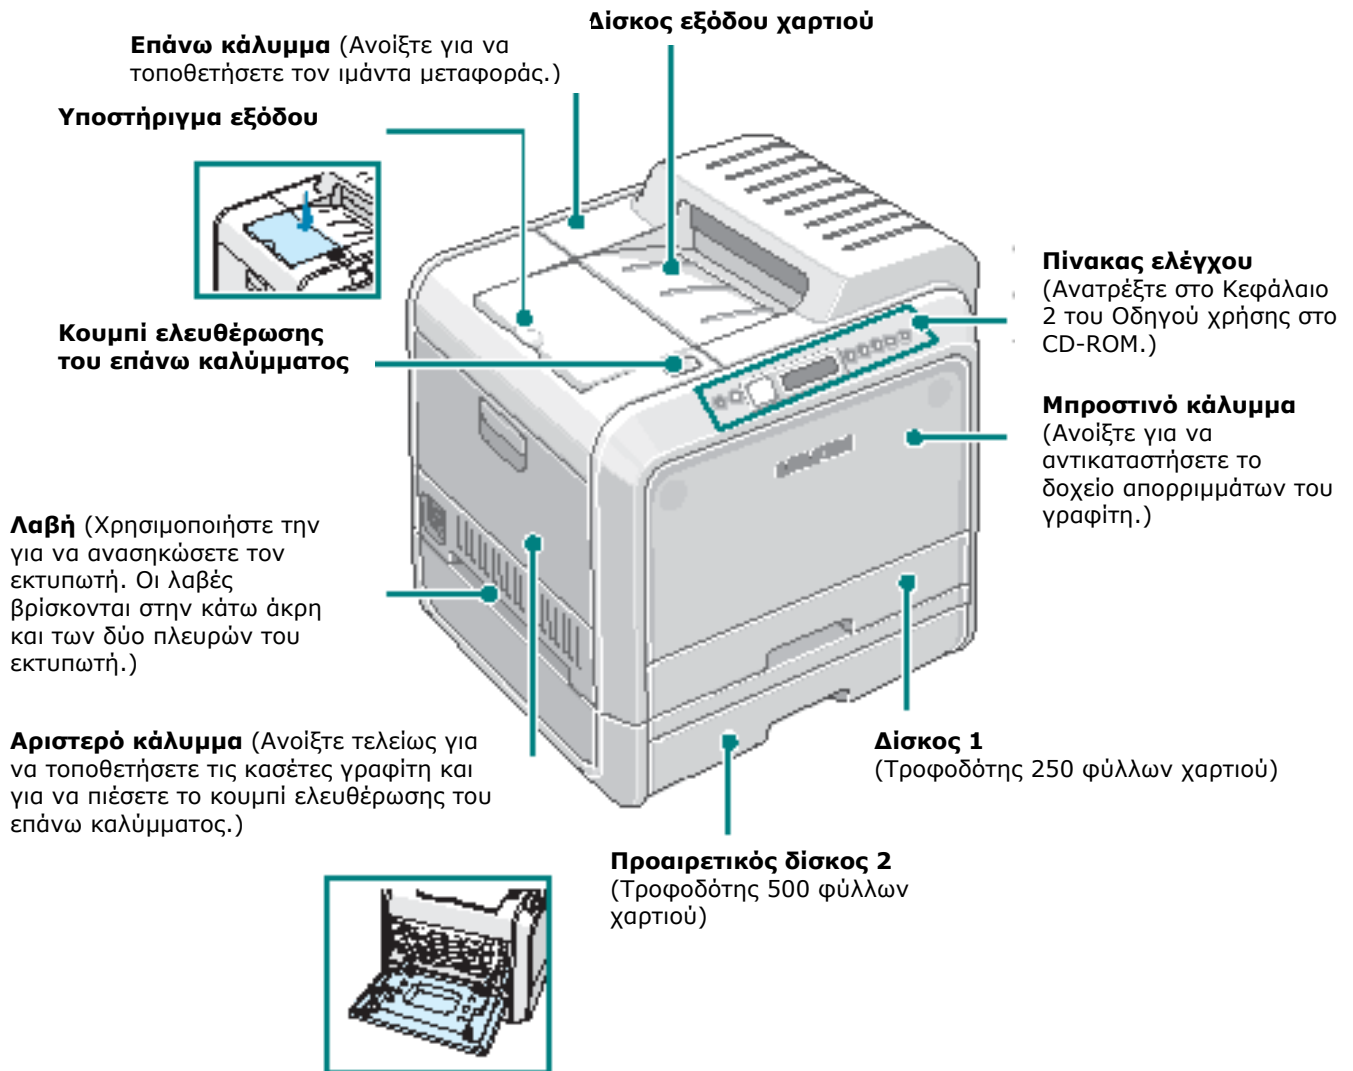 Δίσκος εξόδου χαρτιού
Επάνω κάλυμμα (Ανοίξτε για να
τοποθετήσετε τον ιμάντα μεταφοράς.)
Υποστήριγμα εξόδου
Κουμπί ελευθέρωσης
του επάνω καλύμματος
Πίνακας ελέγχου
(Ανατρέξτε στο Κεφάλαιο
2 του Οδηγού χρήσης στο
CD-ROM.)
Μπροστινό κάλυμμα
(Ανοίξτε για να
αντικαταστήσετε το
δοχείο απορριμμάτων του
γραφίτη.)
Λαβή (Χρησιμοποιήστε την
για να ανασηκώσετε τον
εκτυπωτή. Οι λαβές
βρίσκονται στην κάτω άκρη
και των δύο πλευρών του
εκτυπωτή.)
Αριστερό κάλυμμα (Ανοίξτε τελείως για
να τοποθετήσετε τις κασέτες γραφίτη και
για να πιέσετε το κουμπί ελευθέρωσης του
επάνω καλύμματος.)
Δίσκος 1
(Τροφοδότης 250 φύλλων χαρτιού)
Προαιρετικός δίσκος 2
(Τροφοδότης 500 φύλλων
χαρτιού)